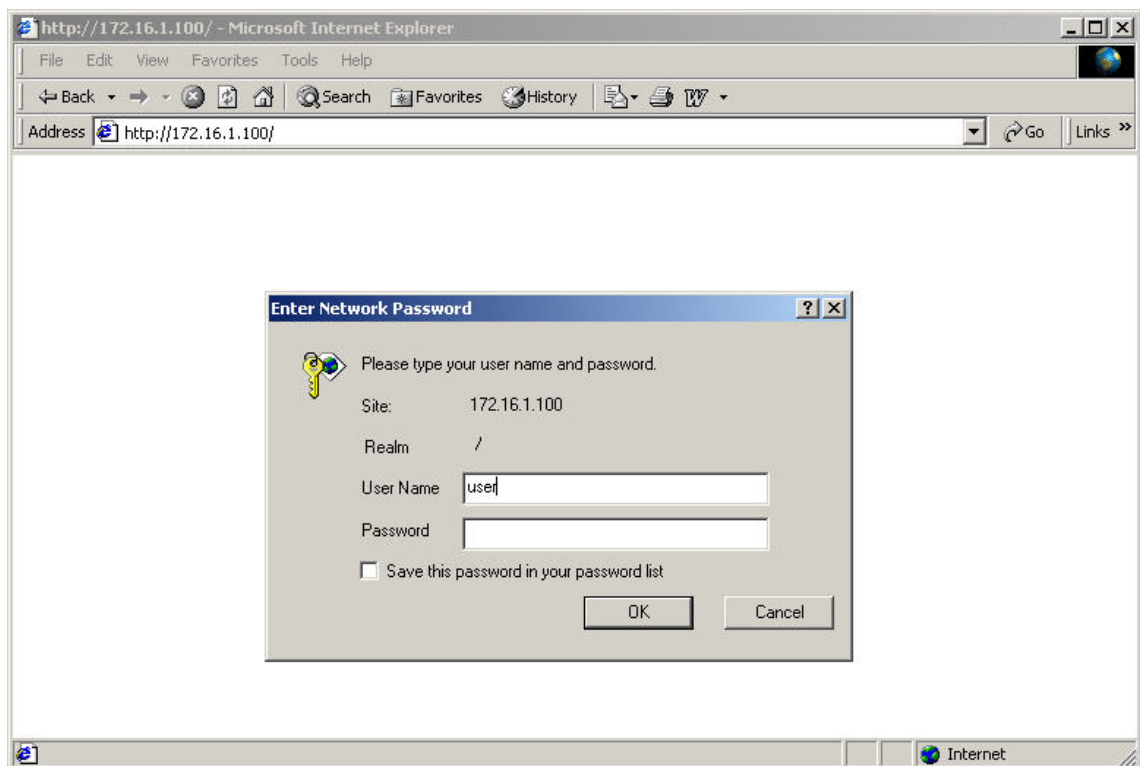 http://172.16.1.100/ - Microsoft Internet Explorer
File Edit View Favorites Tools Help
Back Search Favorites History
Address http://172.16.1.100/ Go Links »
Enter Network Password
Please type your user name and password.
Site: 172.16.1.100
Realm /
User Name user
Password
Save this password in your password list
OK Cancel
Internet